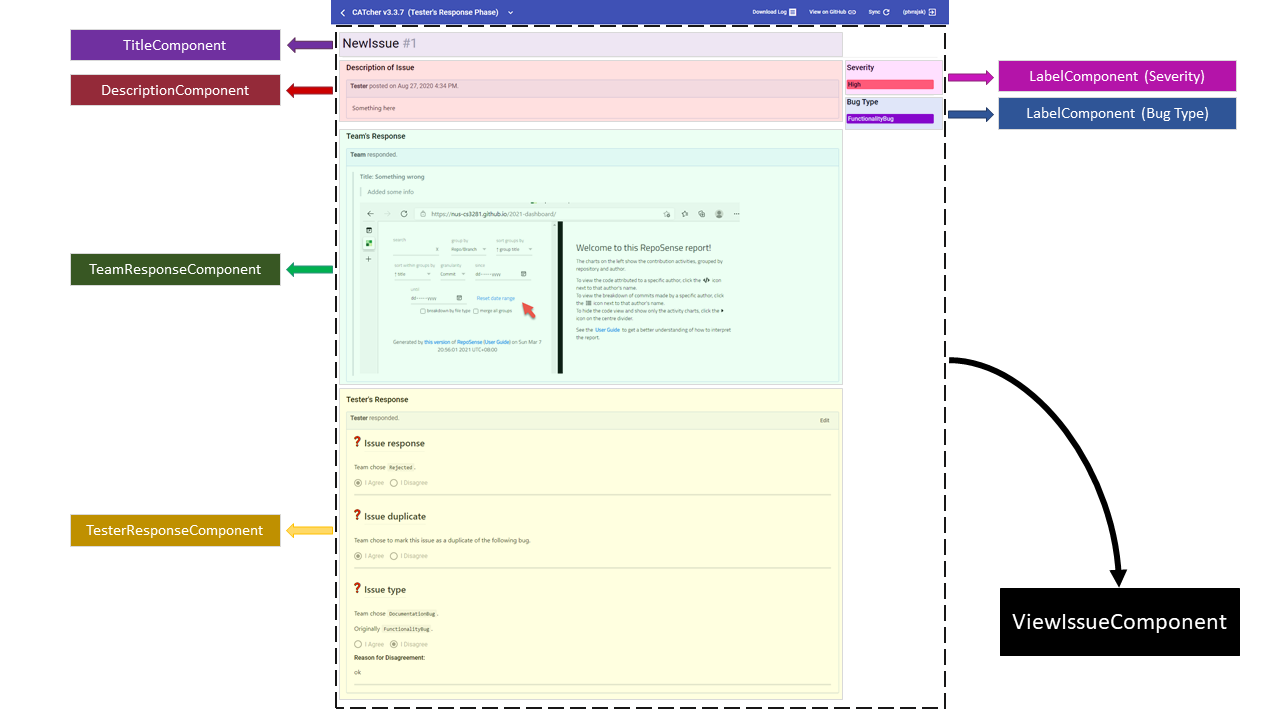 CATcher v3.3.7 (Tester's Response Phase)
Download Log
View on GitHub
Sync
(ptvrajsk)
TitleComponent
NewIssue #1
DescriptionComponent
Description of Issue
Tester posted on Aug 27, 2020 4:34 PM.
Something here
Severity
High
LabelComponent (Severity)
Bug Type
FunctionalityBug
LabelComponent (Bug Type)
Team's Response
Team responded.
Title: Something wrong
Added some info
https://nus-cs3281.github.io/2021-dashboard/
search
group by
Repo/Branch
sort groups by
↑ group title
sort within groups by
↑ title
granularity
Commit
since
dd----yyyy
until
dd----yyyy
Reset date range
Breakdown by file type
merge all groups
Generated by this version of RepoSense (User Guide) on Sun Mar 7
20:56:01 2021 UTC+08:00
Welcome to this RepoSense report!
The charts on the left show the contribution activities, grouped by
repository and author.
To view the code attributed to a specific author, click the </> icon
next to that author's name.
To view the breakdown of commits made by a specific author, click
the icon next to that author's name.
To hide the code view and show only the activity charts, click the
icon on the centre divider.
See the User Guide to get a better understanding of how to interpret
the report.
TeamResponseComponent
Tester's Response
Tester responded.
Edit
Issue response
Team chose Rejected.
I Agree
I Disagree
Issue duplicate
Team chose to mark this issue as a duplicate of the following bug.
I Agree
I Disagree
Issue type
Team chose DocumentationBug.
Originally FunctionalityBug.
I Agree
I Disagree
Reason for Disagreement:
ok
TesterResponseComponent
ViewIssueComponent